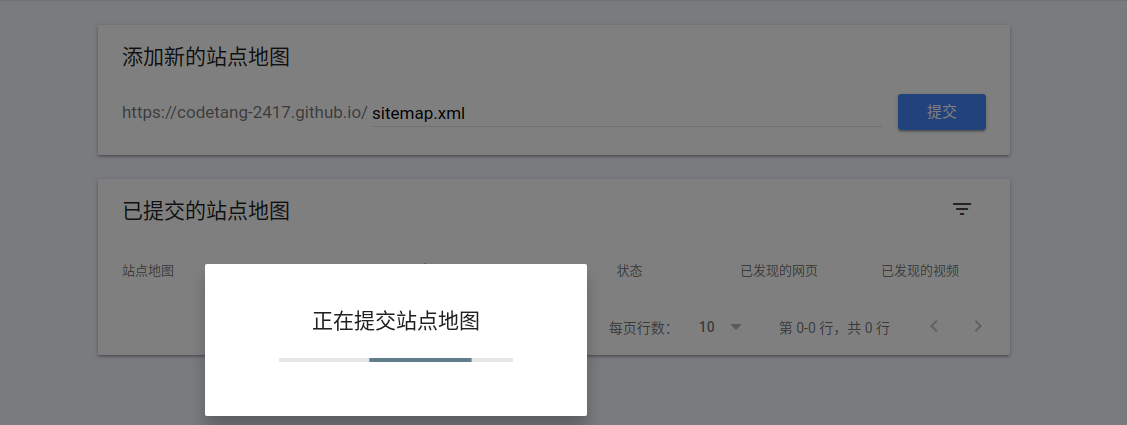 添加新的站点地图
https://codetang-2417.github.io/ sitemap.xml 提交
已提交的站点地图
站点地图 状态 已发现的网页 已发现的视频
正在提交站点地图
每页行数： 10 第 0-0 行，共 0 行